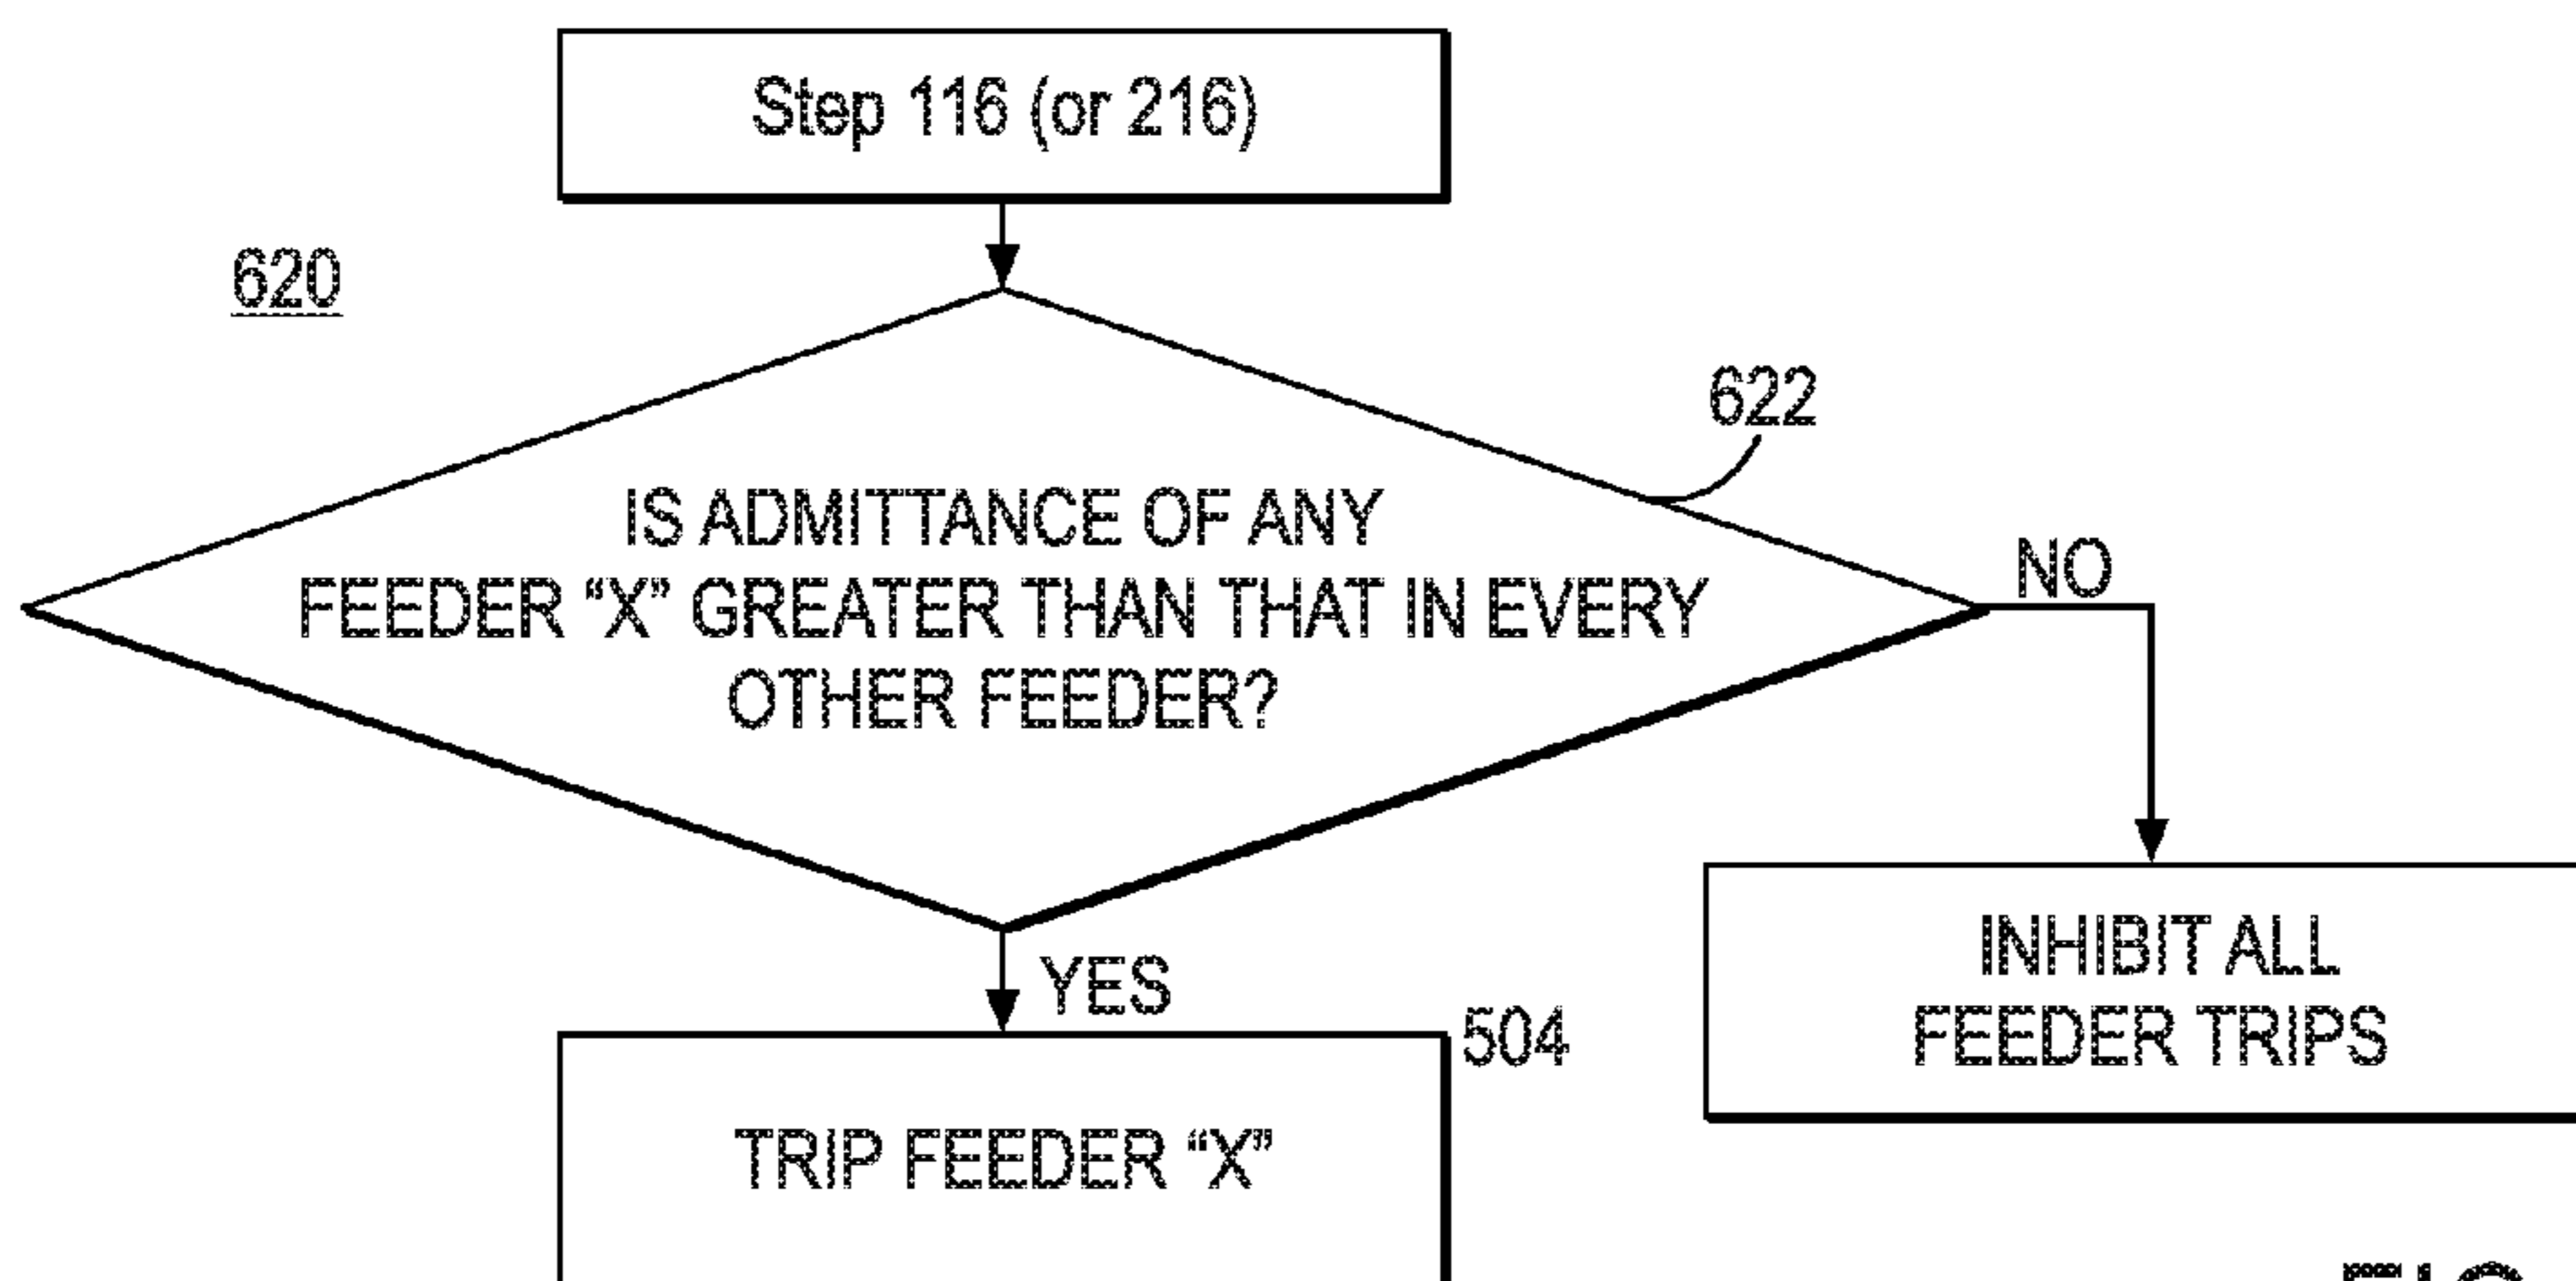 Step 116 (or 216)
620
622
IS ADMITTANCE OF ANY
FEEDER “X” GREATER THAN THAT IN EVERY
OTHER FEEDER?
NO
YES
INHIBIT ALL
FEEDER TRIPS
504
TRIP FEEDER “X”